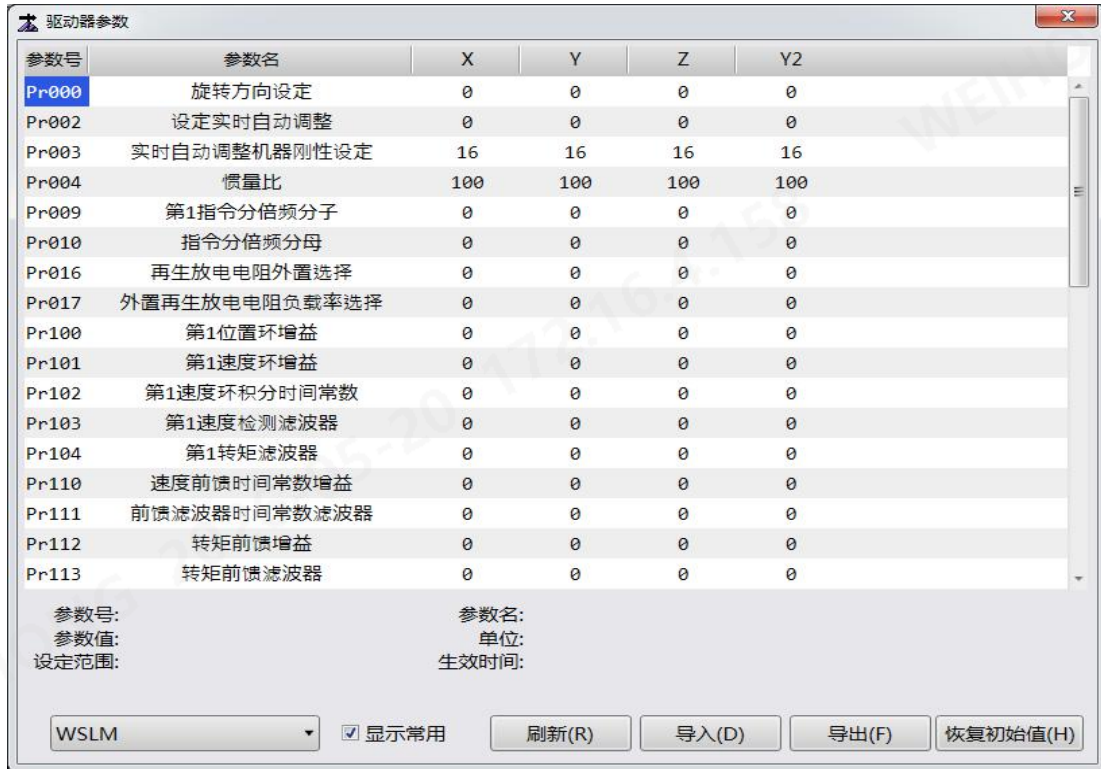 驱动器参数
参数号 参数名 X Y Z Y2
Pr000 旋转方向设定 0 0 0 0
Pr002 设定实时自动调整 0 0 0 0
Pr003 实时自动调整机器刚性设定 16 16 16 16
Pr004 惯量比 100 100 100 100
Pr009 第1指令分倍频分子 0 0 0 0
Pr010 指令分倍频分母 0 0 0 0
Pr016 再生放电电阻外置选择 0 0 0 0
Pr017 外置再生放电电阻负载率选择 0 0 0 0
Pr100 第1位置环增益 0 0 0 0
Pr101 第1速度环增益 0 0 0 0
Pr102 第1速度环积分时间常数 0 0 0 0
Pr103 第1速度检测滤波器 0 0 0 0
Pr104 第1转矩滤波器 0 0 0 0
Pr110 速度前馈时间常数增益 0 0 0 0
Pr111 前馈滤波器时间常数滤波器 0 0 0 0
Pr112 转矩前馈增益 0 0 0 0
Pr113 转矩前馈滤波器 0 0 0 0
参数号: 参数名:
参数值: 单位:
设定范围: 生效时间:
WSLM 显示常用 刷新(R) 导入(D) 导出(F) 恢复初始值(H)